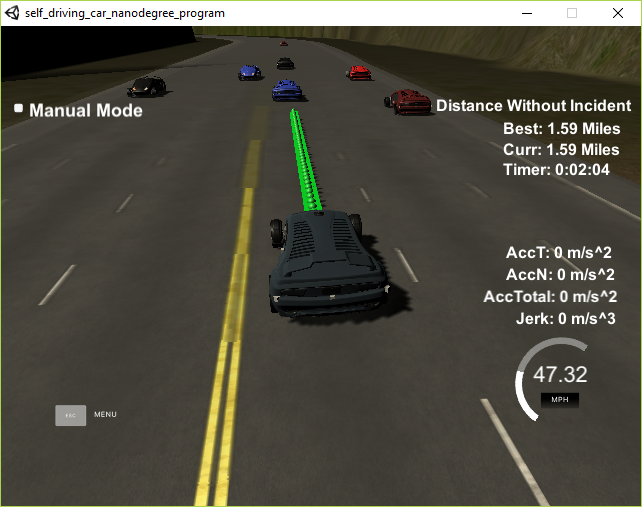 self_driving_car_nanodegree_program
Manual Mode
Distance Without Incident
Best: 1.59 Miles
Curr: 1.59 Miles
Timer: 0:02:04
AccT: 0 m/s^2
AccN: 0 m/s^2
AccTotal: 0 m/s^2
Jerk: 0 m/s^3
47.32
MPH
ESC
MENU